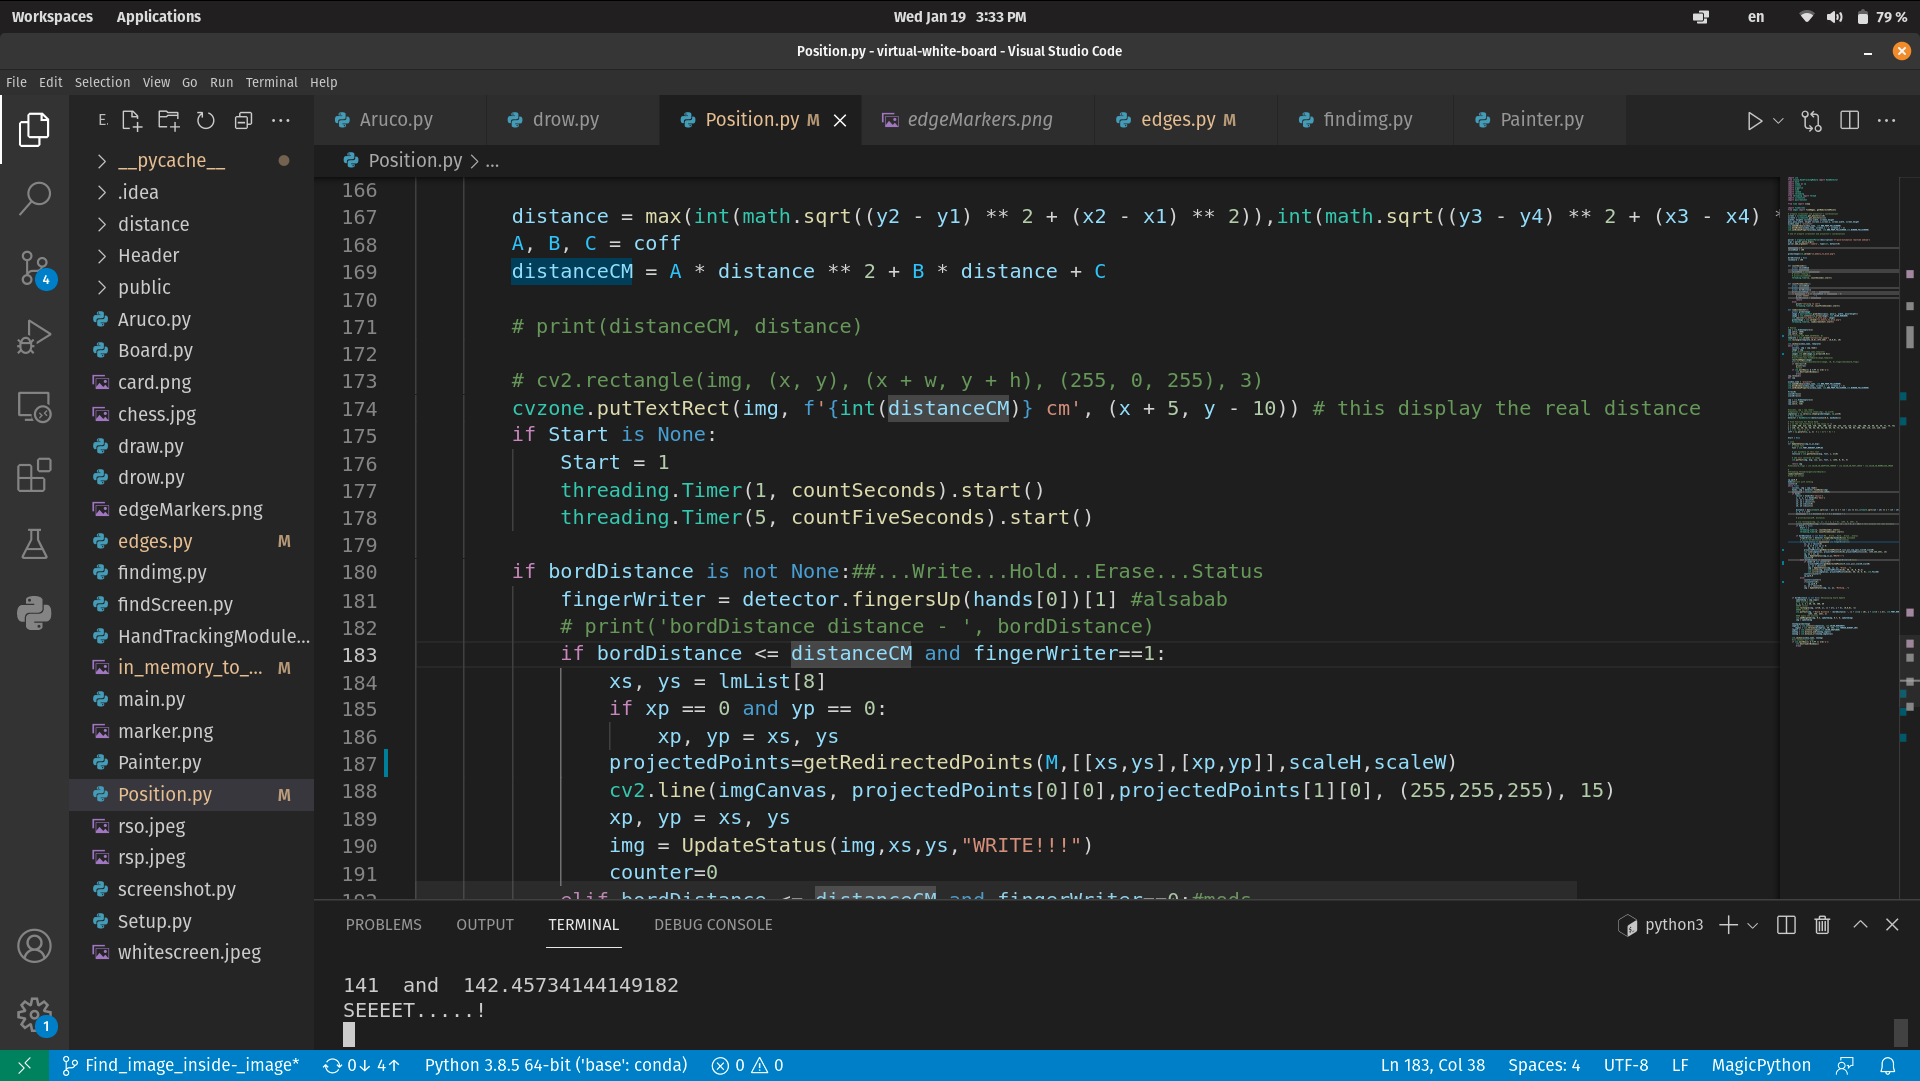 Workspaces Applications Wed Jan 19 3:33 PM en 79 %
Position.py - virtual-white-board - Visual Studio Code
File Edit Selection View Go Run Terminal Help
E.
Aruco.py drow.py Position.py M edgeMarkers.png edges.py M findimg.py Painter.py
Position.py > ...
__pycache__
.idea
distance
Header
public
Aruco.py
Board.py
card.png
chess.jpg
draw.py
drow.py
edgeMarkers.png
edges.py M
findimg.py
findScreen.py
HandTrackingModule...
in_memory_to_... M
main.py
marker.png
Painter.py
Position.py M
rso.jpeg
rsp.jpeg
screenshot.py
Setup.py
whitescreen.jpeg
4
1
166
167 distance = max(int(math.sqrt((y2 - y1) ** 2 + (x2 - x1) ** 2)),int(math.sqrt((y3 - y4) ** 2 + (x3 - x4) *
168 A, B, C = coff
169 distanceCM = A * distance ** 2 + B * distance + C
170
171 # print(distanceCM, distance)
172
173 # cv2.rectangle(img, (x, y), (x + w, y + h), (255, 0, 255), 3)
174 cvzone.putTextRect(img, f'{int(distanceCM)} cm', (x + 5, y - 10)) # this display the real distance
175 if Start is None:
176 Start = 1
177 threading.Timer(1, countSeconds).start()
178 threading.Timer(5, countFiveSeconds).start()
179
180 if bordDistance is not None:##...Write...Hold...Erase...Status
181 fingerWriter = detector.fingersUp(hands[0])[1] #alsabab
182 # print('bordDistance distance - ', bordDistance)
183 if bordDistance <= distanceCM and fingerWriter==1:
184 xs, ys = lmList[8]
185 if xp == 0 and yp == 0:
186 xp, yp = xs, ys
187 projectedPoints=getRedirectedPoints(M,[[xs,ys],[xp,yp]],scaleH,scaleW)
188 cv2.line(imgCanvas, projectedPoints[0][0],projectedPoints[1][0], (255,255,255), 15)
189 xp, yp = xs, ys
190 img = UpdateStatus(img,xs,ys,"WRITE!!!")
191 counter=0
192 elif bordDistance <= distanceCM and fingerWriter==0:#mods
PROBLEMS OUTPUT TERMINAL DEBUG CONSOLE python3
141 and 142.45734144149182
SEEEET.....!
Find_image_inside-_image* 0↓ 4↑ Python 3.8.5 64-bit ('base': conda) 0 0 Ln 183, Col 38 Spaces: 4 UTF-8 LF MagicPython